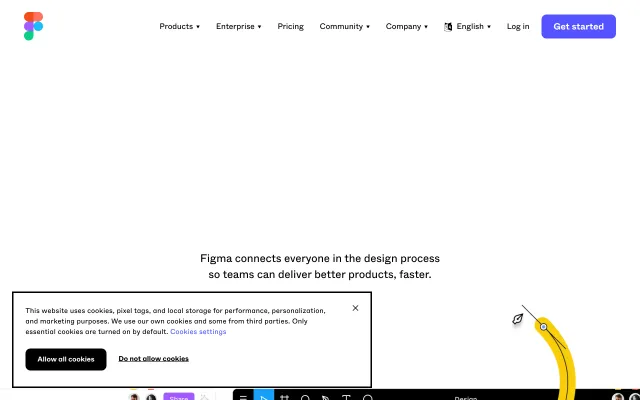 Products ▾ Enterprise ▾ Pricing Community ▾ Company ▾ English ▾ Log in Get started
Figma connects everyone in the design process
so teams can deliver better products, faster.
This website uses cookies, pixel tags, and local storage for performance, personalization,
and marketing purposes. We use our own cookies and some from third parties. Only
essential cookies are turned on by default. Cookies settings
Allow all cookies Do not allow cookies
Share
Design